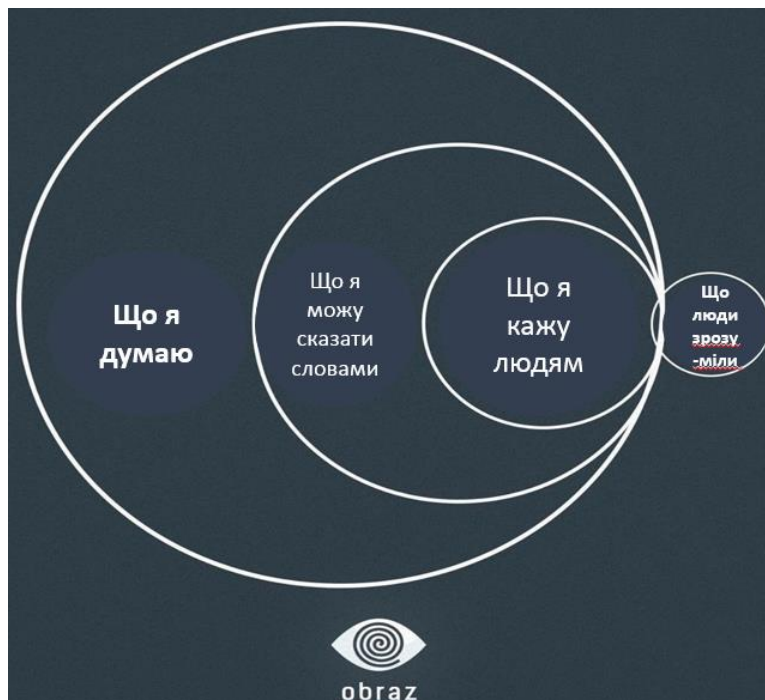 Що я
думаю
Що я
можу
сказати
словами
Що я
кажу
людям
Що
люди
зрозу
-міли
obraz